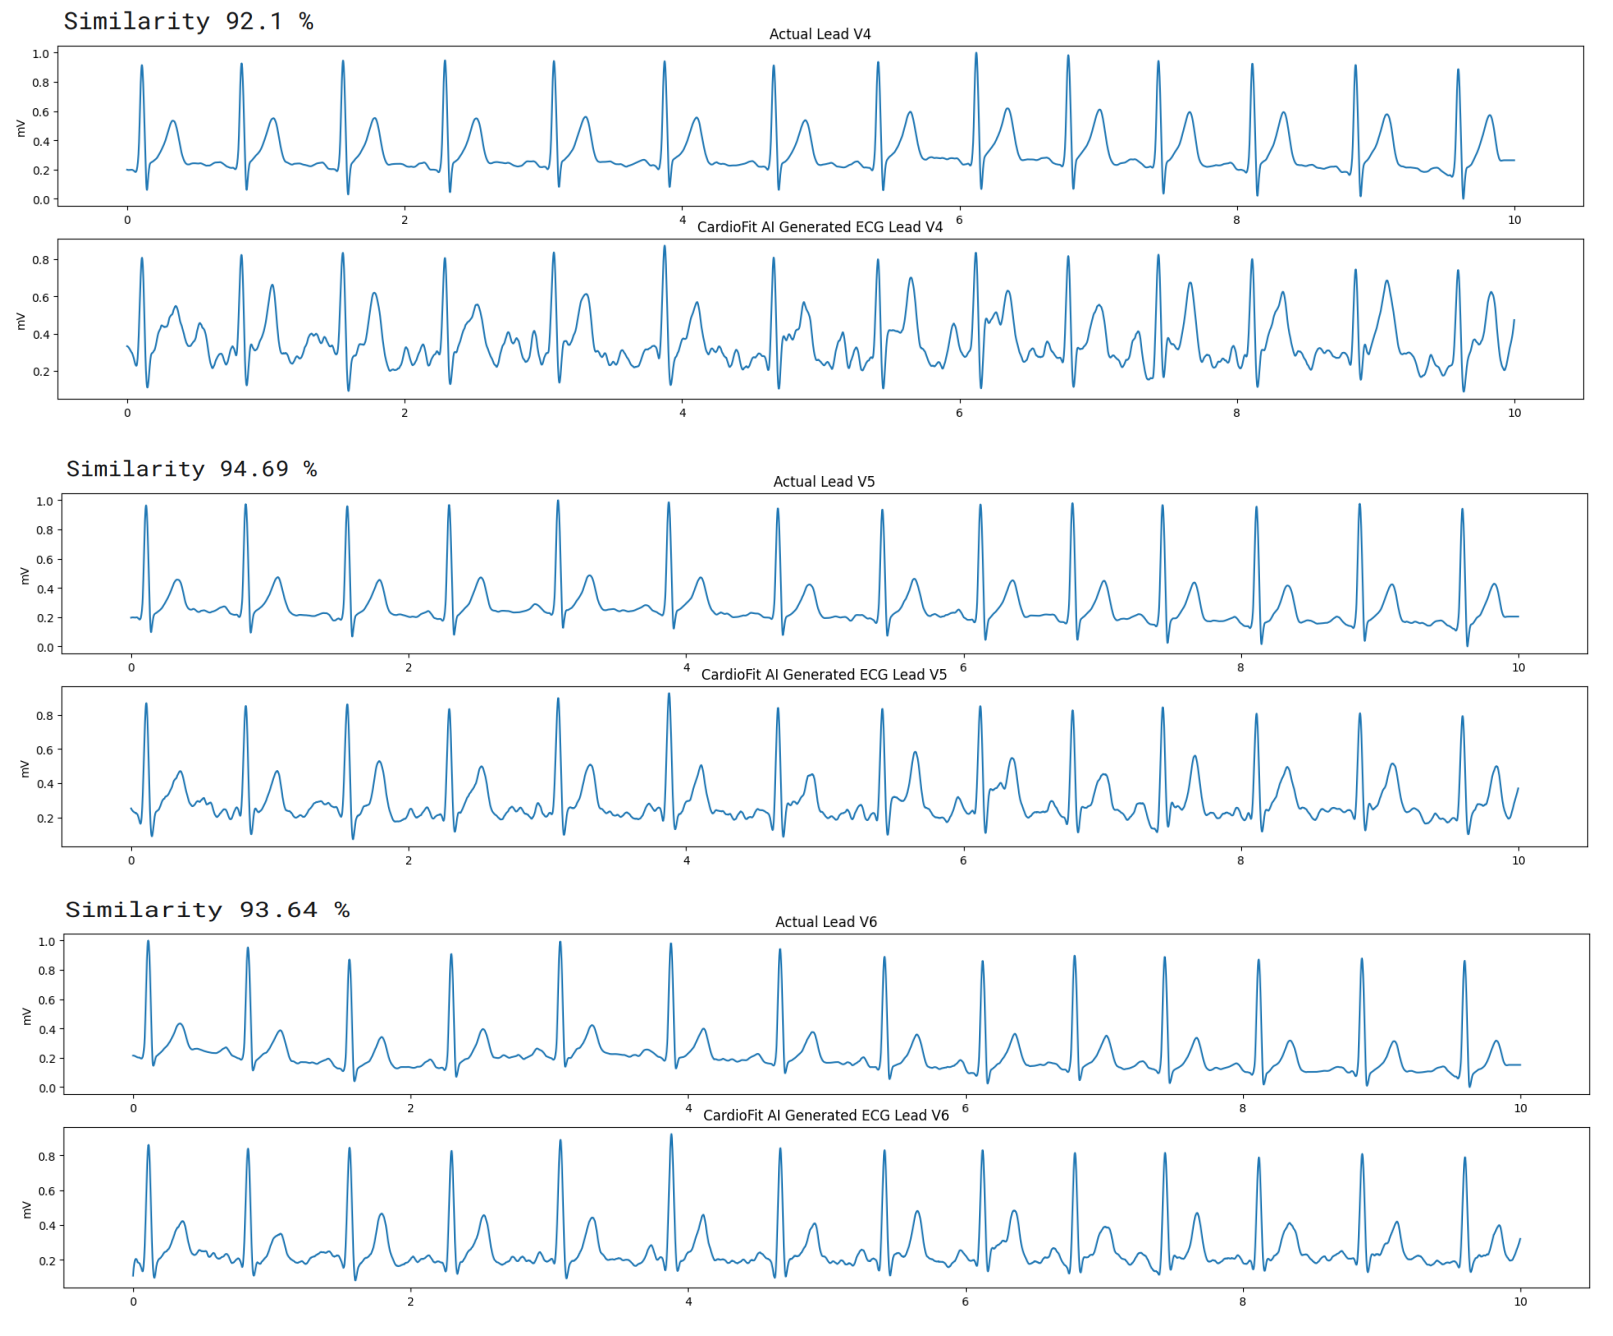 Similarity 92.1 %
Actual Lead V4
1.0
0.8
0.6
0.4
0.2
0.0
mV
0 2 4 6 8 10
CardioFit AI Generated ECG Lead V4
0.8
0.6
0.4
0.2
mV
0 2 4 6 8 10
Similarity 94.69 %
Actual Lead V5
1.0
0.8
0.6
0.4
0.2
0.0
mV
0 2 4 6 8 10
CardioFit AI Generated ECG Lead V5
0.8
0.6
0.4
0.2
mV
0 2 4 6 8 10
Similarity 93.64 %
Actual Lead V6
1.0
0.8
0.6
0.4
0.2
0.0
mV
0 2 4 6 8 10
CardioFit AI Generated ECG Lead V6
0.8
0.6
0.4
0.2
mV
0 2 4 6 8 10